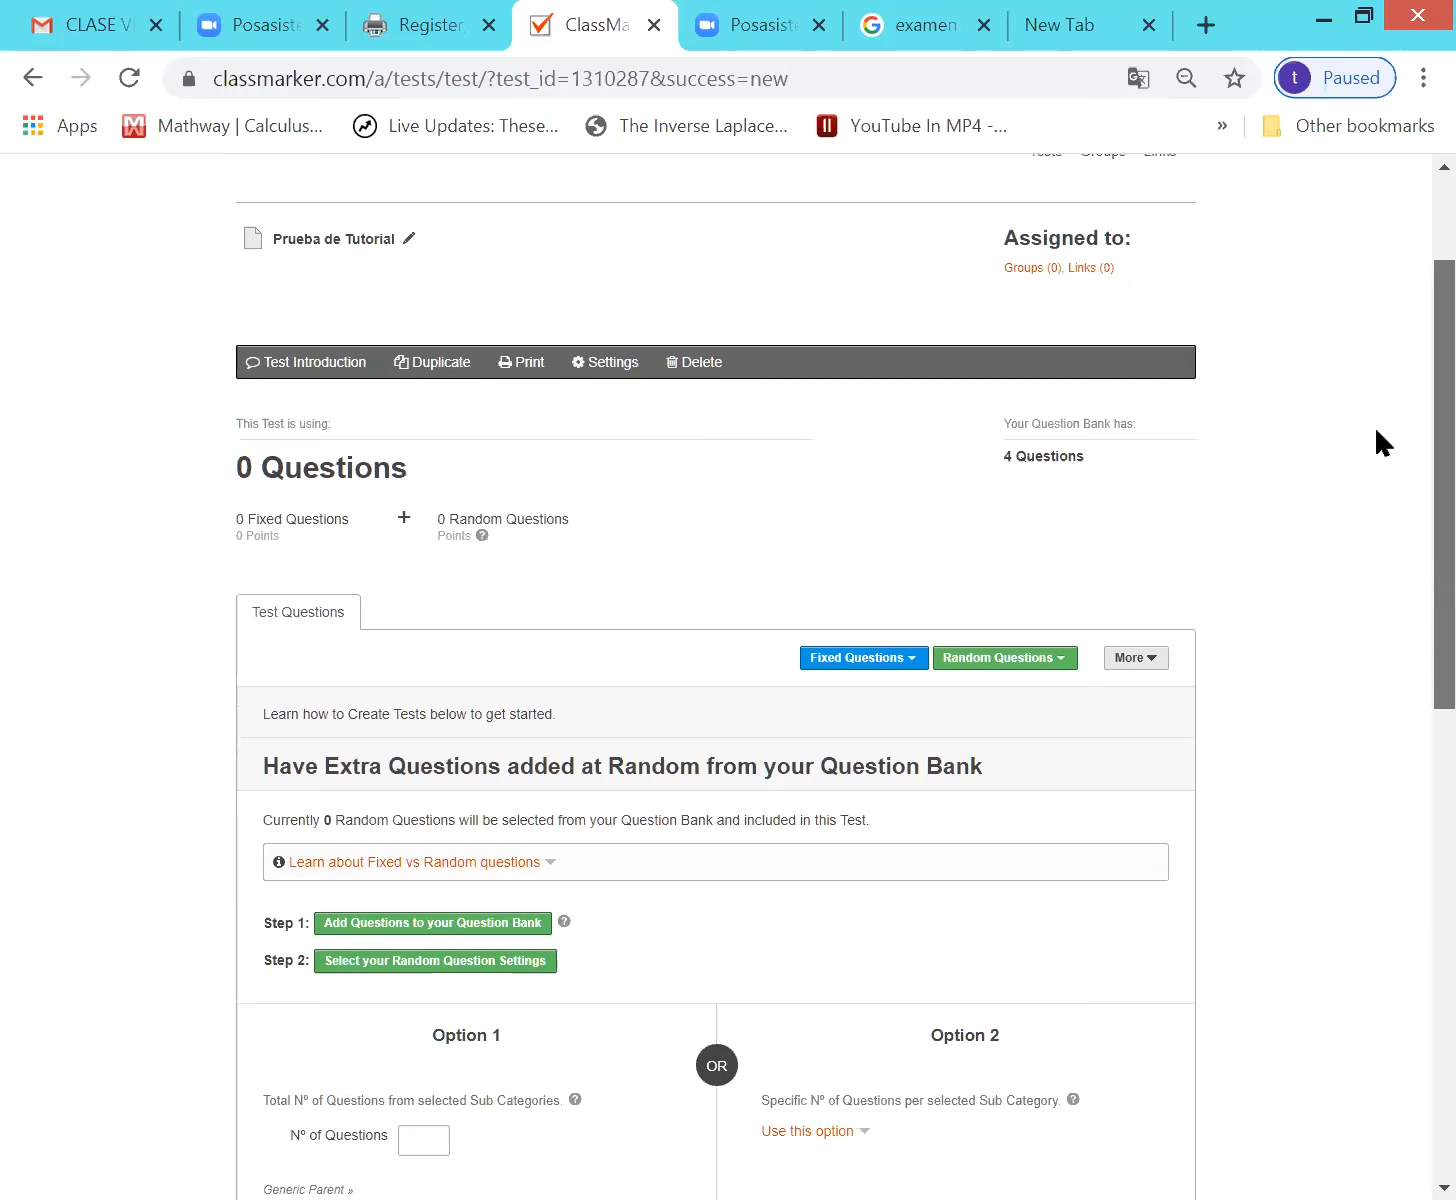 CLASE VI
Posasiste
Register,
ClassMa
Posasist
examen
New Tab
classmarker.com/a/tests/test/?test_id=1310287&success=new
t
Paused
Apps
Mathway | Calculus...
Live Updates: These...
The Inverse Laplace...
YouTube In MP4 -...
»
Other bookmarks
Tests Groups Links
Prueba de Tutorial
Assigned to:
Groups (0), Links (0)
Test Introduction
Duplicate
Print
Settings
Delete
This Test is using:
Your Question Bank has:
0 Questions
4 Questions
0 Fixed Questions
+
0 Random Questions
0 Points
Points
Test Questions
Fixed Questions
Random Questions
More
Learn how to Create Tests below to get started.
Have Extra Questions added at Random from your Question Bank
Currently 0 Random Questions will be selected from your Question Bank and included in this Test.
Learn about Fixed vs Random questions
Step 1: Add Questions to your Question Bank
Step 2: Select your Random Question Settings
Option 1
Option 2
OR
Total Nº of Questions from selected Sub Categories.
Specific Nº of Questions per selected Sub Category.
Nº of Questions
Use this option
Generic Parent »